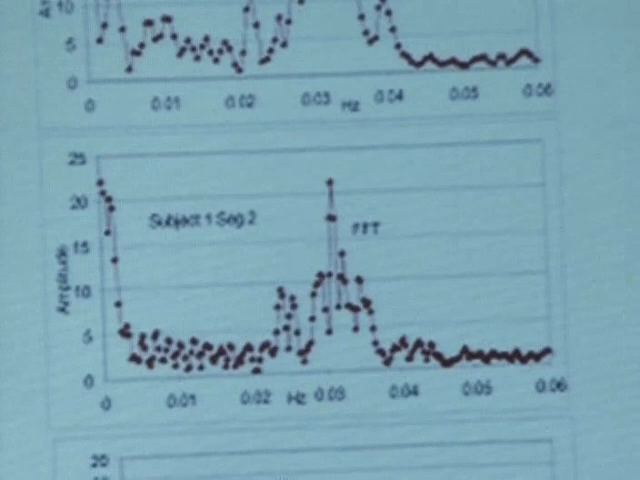 10
5
0
0 0.01 0.02 0.03 Hz 0.04 0.05 0.06
25
20
15
10
5
0
Amplitude
Subject 1 Seg 2
FFT
0 0.01 0.02 Hz 0.03 0.04 0.05 0.06
20